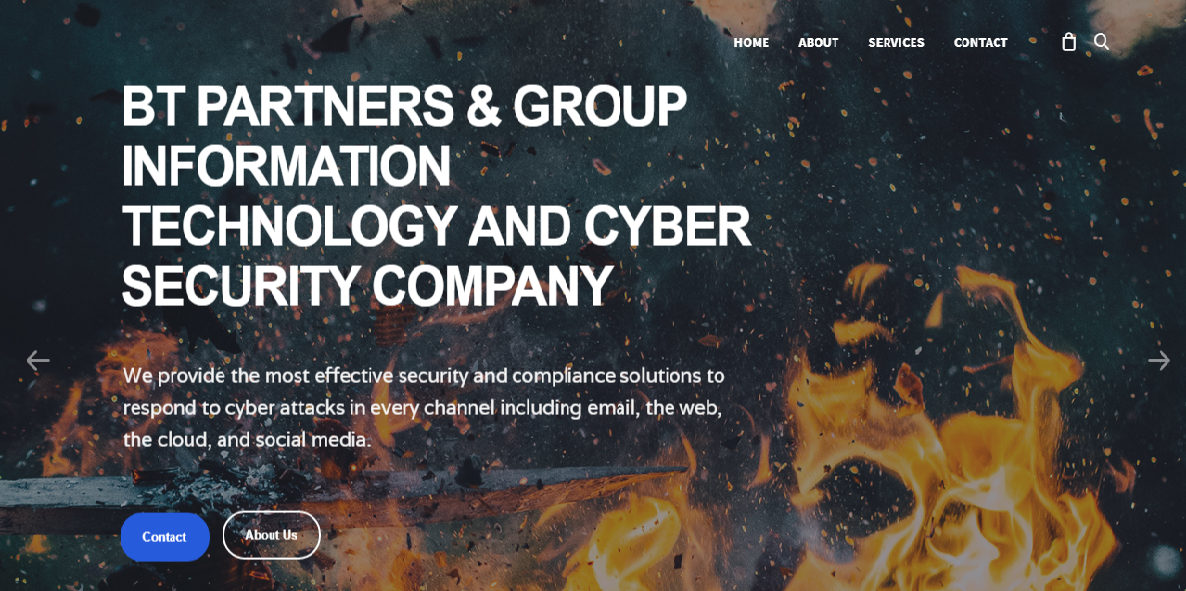 HOME ABOUT SERVICES CONTACT
BT PARTNERS & GROUP
INFORMATION
TECHNOLOGY AND CYBER
SECURITY COMPANY
We provide the most effective security and compliance solutions to
respond to cyber attacks in every channel including email, the web,
the cloud, and social media.
Contact About Us